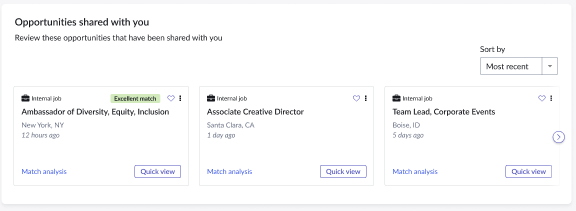 Opportunities shared with you
Review these opportunities that have been shared with you
Sort by
Most recent
Internal job
Excellent match
Ambassador of Diversity, Equity, Inclusion
New York, NY
12 hours ago
Match analysis
Quick view
Internal job
Associate Creative Director
Santa Clara, CA
1 day ago
Match analysis
Quick view
Internal job
Team Lead, Corporate Events
Boise, ID
5 days ago
Match analysis
Quick view